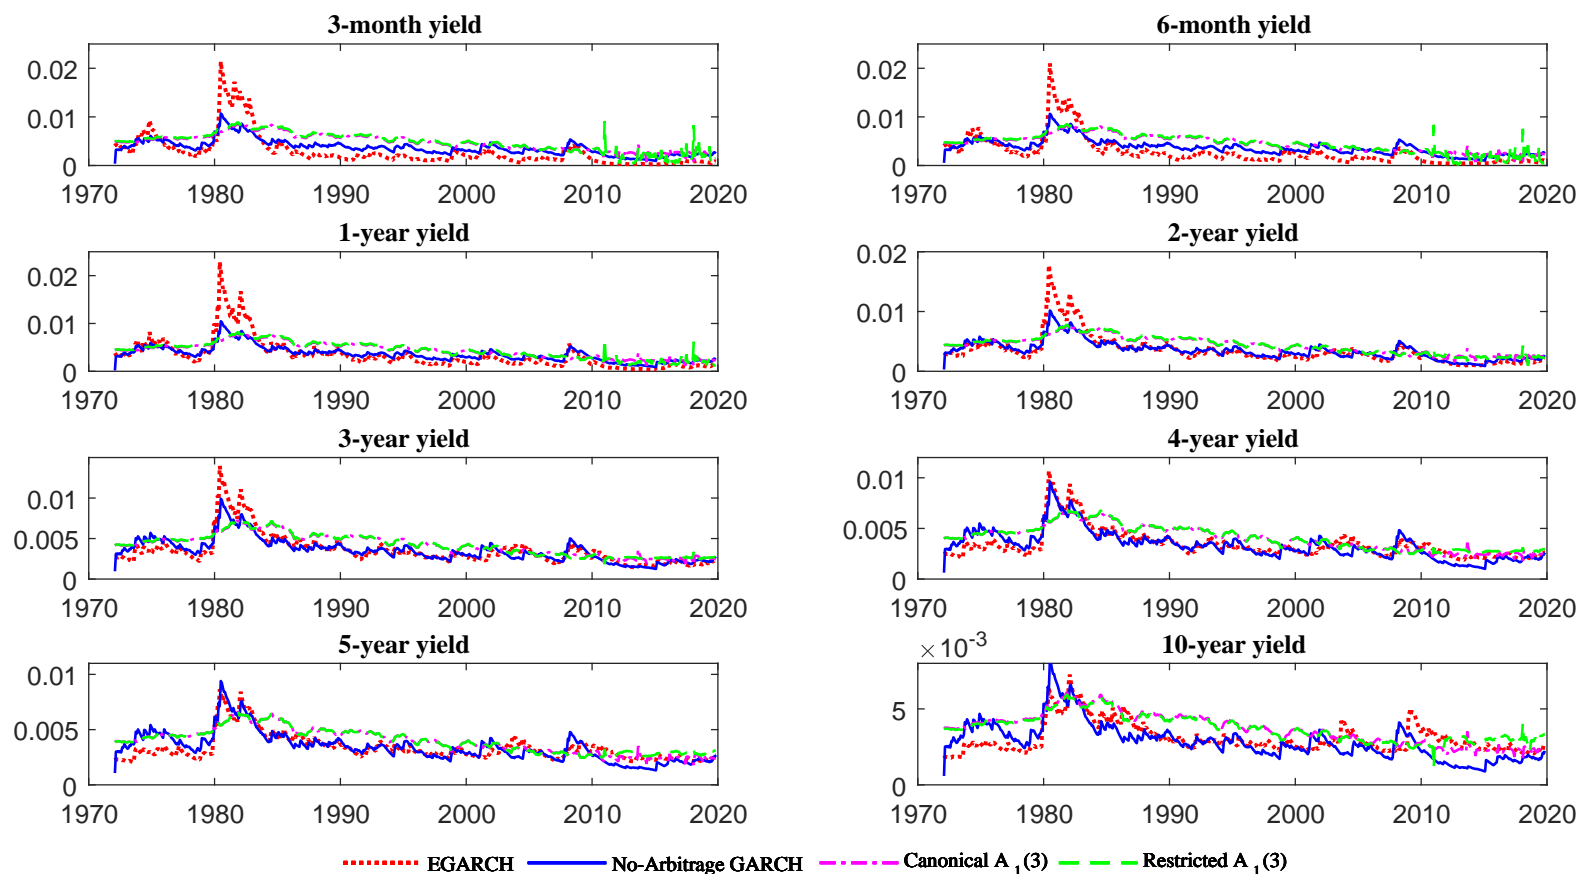 3-month yield
6-month yield
0.02
0.01
0
1970 1980 1990 2000 2010 2020
0.02
0.01
0
1970 1980 1990 2000 2010 2020
1-year yield
2-year yield
0.02
0.01
0
1970 1980 1990 2000 2010 2020
0.02
0.01
0
1970 1980 1990 2000 2010 2020
3-year yield
4-year yield
0.01
0.005
0
1970 1980 1990 2000 2010 2020
0.01
0.005
0
1970 1980 1990 2000 2010 2020
5-year yield
10-year yield
0.01
0.005
0
1970 1980 1990 2000 2010 2020
×10-3
5
0
1970 1980 1990 2000 2010 2020
EGARCH No-Arbitrage GARCH Canonical A 1(3) Restricted A 1(3)